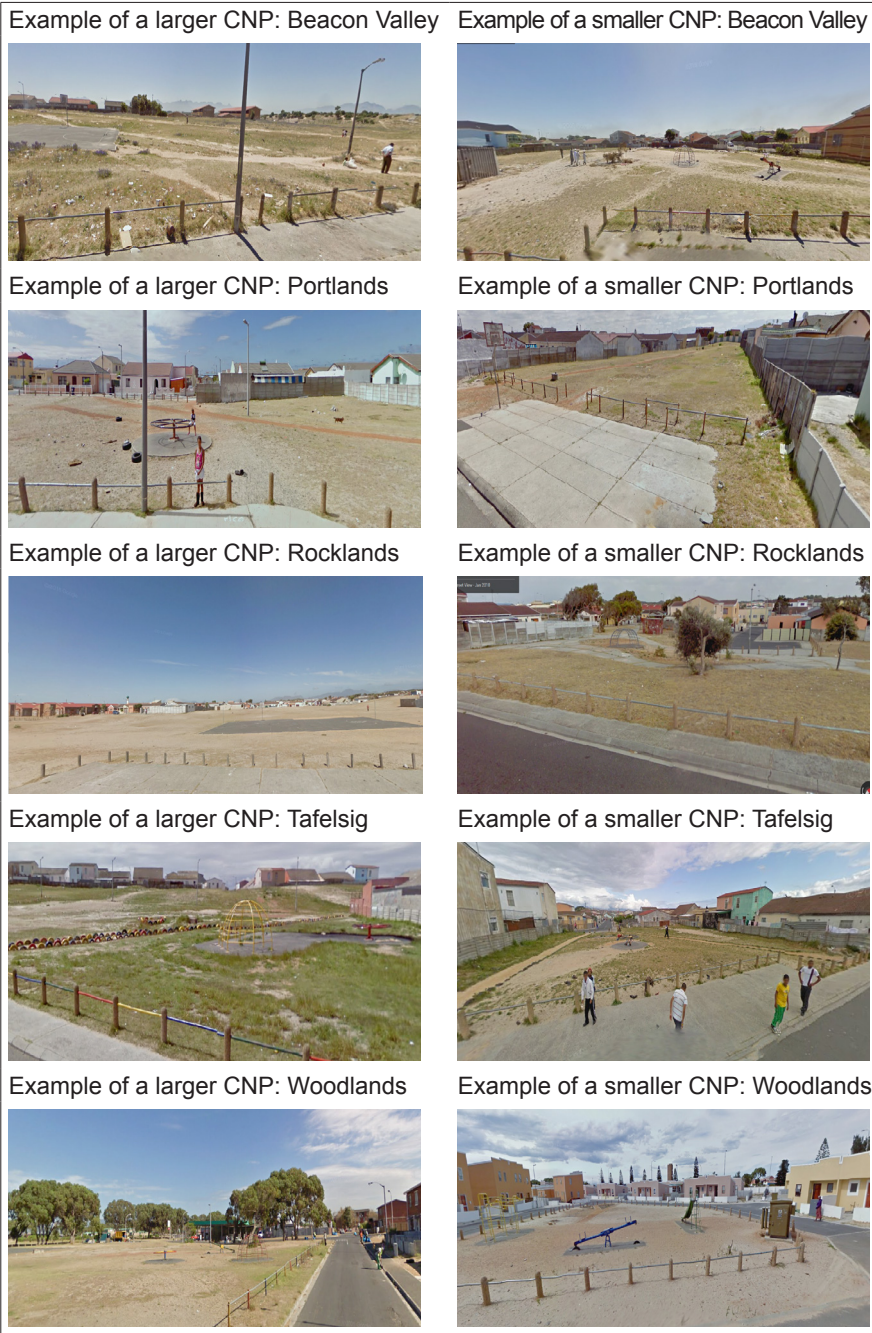 Example of a larger CNP: Beacon Valley
Example of a smaller CNP: Beacon Valley
Example of a larger CNP: Portlands
Example of a smaller CNP: Portlands
Example of a larger CNP: Rocklands
Example of a smaller CNP: Rocklands
Example of a larger CNP: Tafelsig
Example of a smaller CNP: Tafelsig
Example of a larger CNP: Woodlands
Example of a smaller CNP: Woodlands